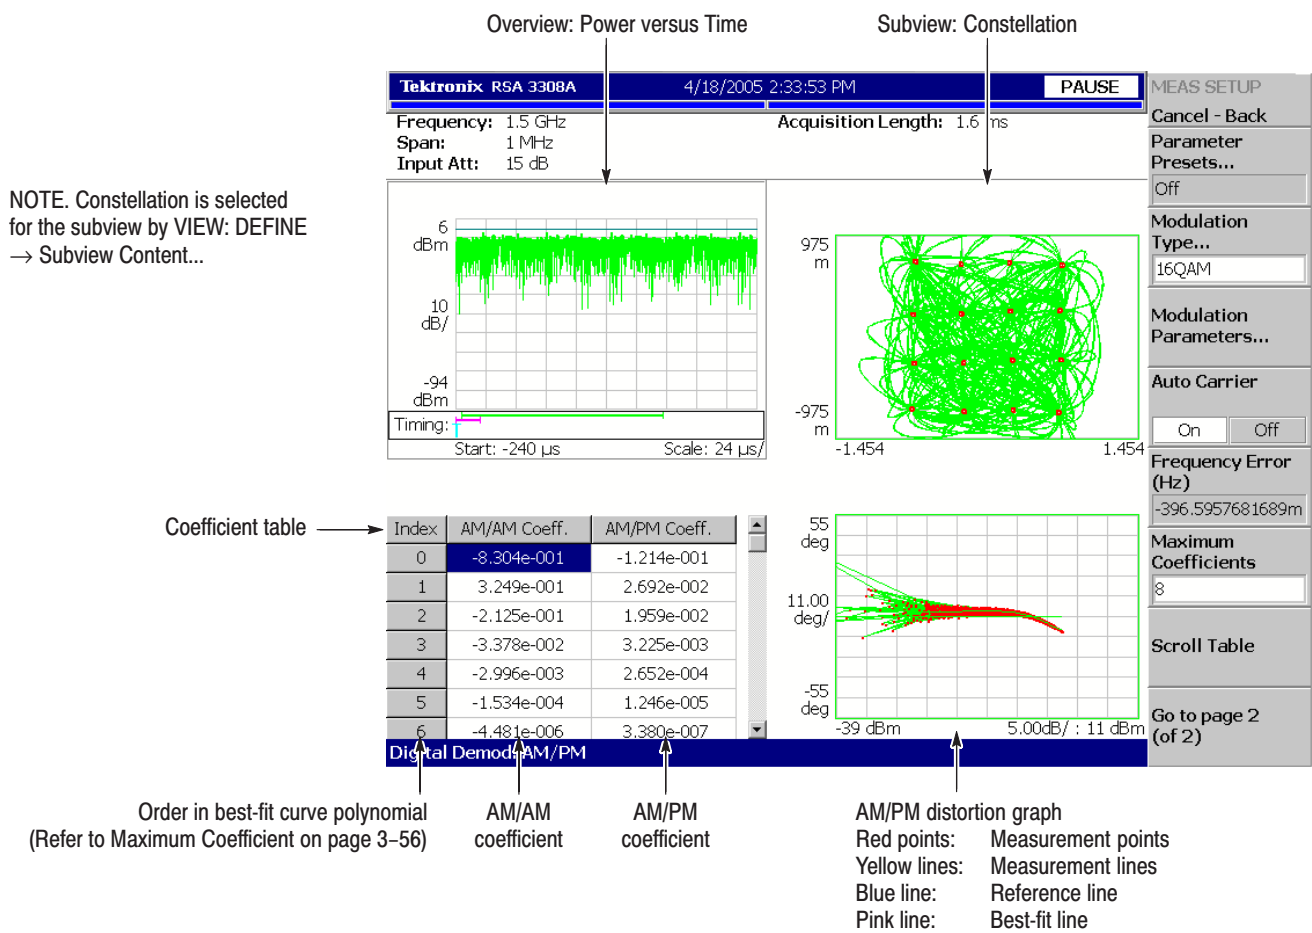 Overview: Power versus Time
Subview: Constellation
Tektronix RSA 3308A 4/18/2005 2:33:53 PM PAUSE
Frequency: 1.5 GHz
Span: 1 MHz
Input Att: 15 dB
Acquisition Length: 1.6 ms
NOTE. Constellation is selected
for the subview by VIEW: DEFINE
→ Subview Content...
6
dBm
10
dB/
-94
dBm
Timing:
Start: -240 µs Scale: 24 µs/
975
m
-975
m
-1.454 1.454
MEAS SETUP
Cancel - Back
Parameter
Presets...
Off
Modulation
Type...
16QAM
Modulation
Parameters...
Auto Carrier
On Off
Frequency Error
(Hz)
-396.5957681689m
Maximum
Coefficients
8
Scroll Table
Go to page 2
(of 2)
Coefficient table
Index AM/AM Coeff. AM/PM Coeff.
0 -8.304e-001 -1.214e-001
1 3.249e-001 2.692e-002
2 -2.125e-001 1.959e-002
3 -3.378e-002 3.225e-003
4 -2.996e-003 2.652e-004
5 -1.534e-004 1.246e-005
6 -4.481e-006 3.380e-007
55
deg
11.00
deg/
-55
deg
-39 dBm 5.00dB/ : 11 dBm
Digital Demod: AM/PM
Order in best-fit curve polynomial
(Refer to Maximum Coefficient on page 3–56)
AM/AM
coefficient
AM/PM
coefficient
AM/PM distortion graph
Red points: Measurement points
Yellow lines: Measurement lines
Blue line: Reference line
Pink line: Best-fit line